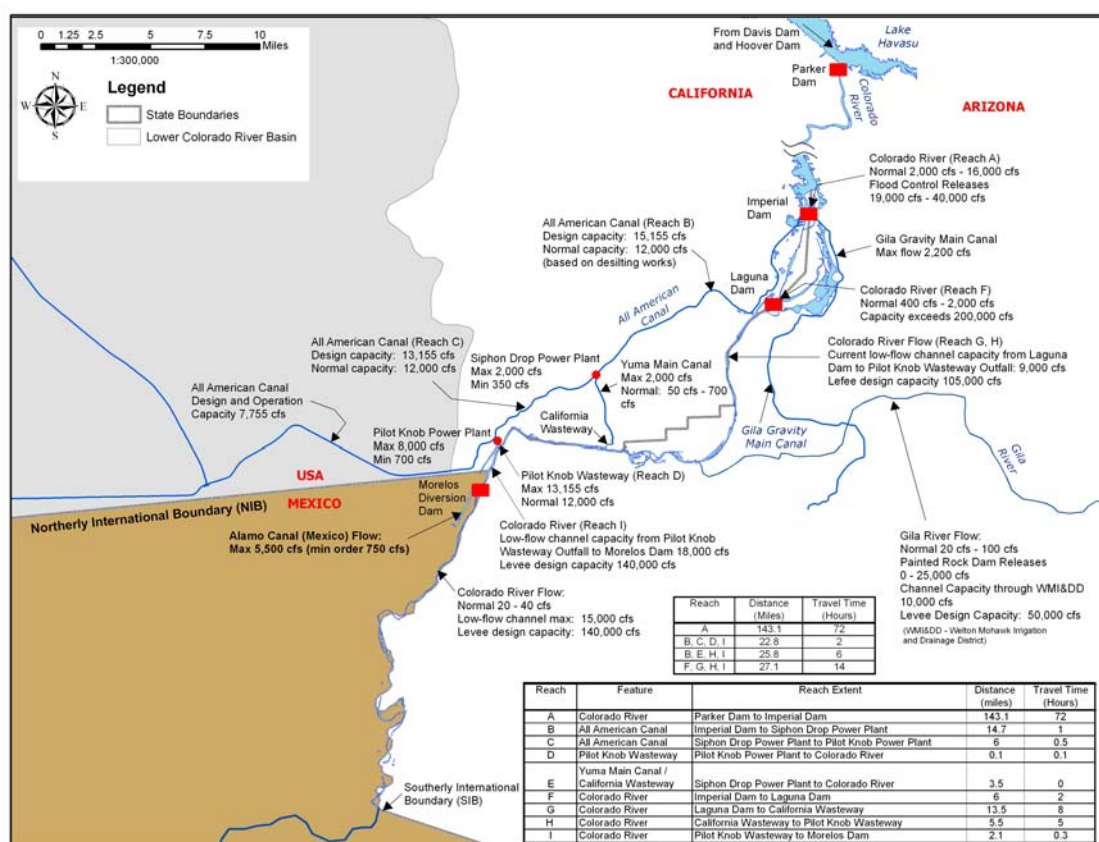 0 1.25 2.5 5 7.5 10
Miles
1:300,000
N
W E
S
Legend
State Boundaries
Lower Colorado River Basin
From Davis Dam
and Hoover Dam
Lake
Havasu
Parker
Dam
CALIFORNIA
ARIZONA
Colorado
River
Colorado River (Reach A)
Normal 2,000 cfs - 16,000 cfs
Flood Control Releases
19,000 cfs - 40,000 cfs
Imperial
Dam
All American Canal (Reach B)
Design capacity: 15,155 cfs
Normal capacity: 12,000 cfs
(based on desilting works)
Gila Gravity Main Canal
Max flow 2,200 cfs
Laguna
Dam
Colorado River (Reach F)
Normal 400 cfs - 2,000 cfs
Capacity exceeds 200,000 cfs
All American
Canal
All American Canal (Reach C)
Design capacity: 13,155 cfs
Normal capacity: 12,000 cfs
Siphon Drop Power Plant
Max 2,000 cfs
Min 350 cfs
Yuma Main Canal
Max 2,000 cfs
Normal: 50 cfs - 700
cfs
Colorado River Flow (Reach G, H)
Current low-flow channel capacity from Laguna
Dam to Pilot Knob Wasteway Outfall: 9,000 cfs
Lefee design capacity 105,000 cfs
All American Canal
Design and Operation
Capacity 7,755 cfs
California
Wasteway
Pilot Knob Power Plant
Max 8,000 cfs
Min 700 cfs
Gila Gravity
Main Canal
Gila
River
USA
MEXICO
Northerly International Boundary (NIB)
Morelos
Diversion
Dam
Pilot Knob Wasteway (Reach D)
Max 13,155 cfs
Normal 12,000 cfs
Alamo Canal (Mexico) Flow:
Max 5,500 cfs (min order 750 cfs)
Colorado River (Reach I)
Low-flow channel capacity from Pilot Knob
Wasteway Outfall to Morelos Dam 18,000 cfs
Levee design capacity 140,000 cfs
Gila River Flow:
Normal 20 cfs - 100 cfs
Painted Rock Dam Releases
0 - 25,000 cfs
Channel Capacity through WMI&DD
10,000 cfs
Levee Design Capacity: 50,000 cfs
(WMI&DD - Welton Mohawk Irrigation
and Drainage District)
Colorado River Flow:
Normal 20 - 40 cfs
Low-flow channel max: 15,000 cfs
Levee design capacity: 140,000 cfs
Reach Distance (Miles) Travel Time (Hours)
A 143.1 72
B, C, D, I 22.8 2
B, E, H, I 25.8 6
F, G, H, I 27.1 14
Southerly International
Boundary (SIB)
Reach Feature Reach Extent Distance (miles) Travel Time (Hours)
A Colorado River Parker Dam to Imperial Dam 143.1 72
B All American Canal Imperial Dam to Siphon Drop Power Plant 14.7 1
C All American Canal Siphon Drop Power Plant to Pilot Knob Power Plant 6 0.5
D Pilot Knob Wasteway Pilot Knob Power Plant to Colorado River 0.1 0.1
E Yuma Main Canal / California Wasteway Siphon Drop Power Plant to Colorado River 3.5 0
F Colorado River Imperial Dam to Laguna Dam 6 2
G Colorado River Laguna Dam to California Wasteway 13.5 8
H Colorado River California Wasteway to Pilot Knob Wasteway 5.5 5
I Colorado River Pilot Knob Wasteway to Morelos Dam 2.1 0.3